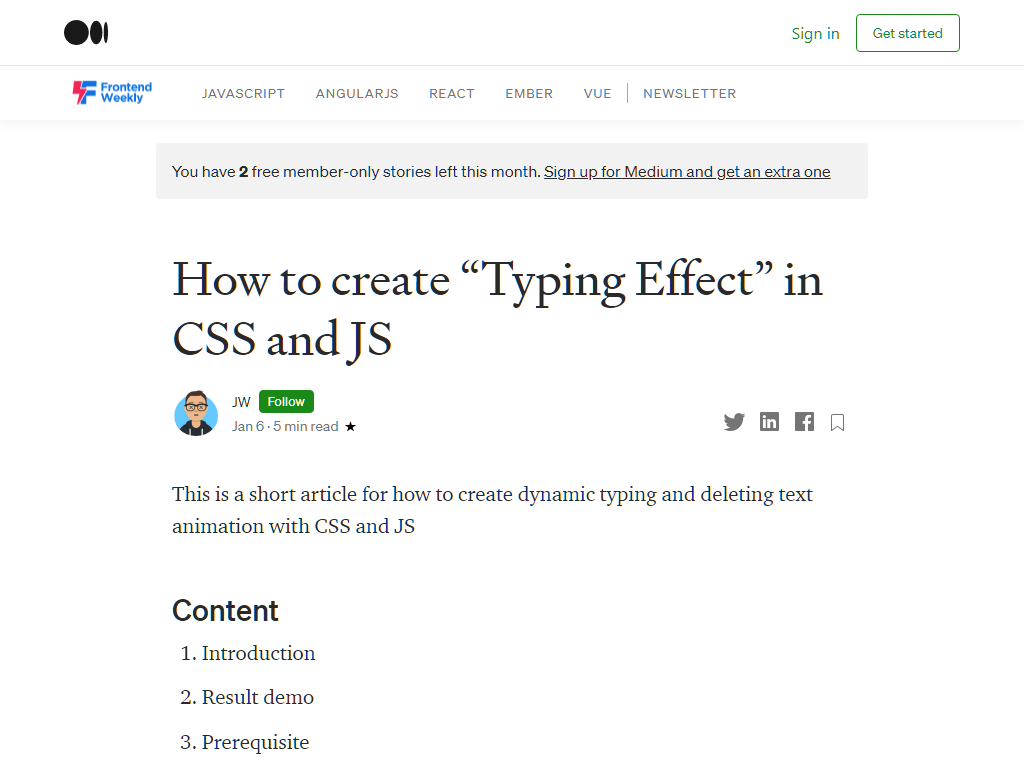 Sign in
Get started
Frontend
Weekly
JAVASCRIPT ANGULARJS REACT EMBER VUE NEWSLETTER
You have 2 free member-only stories left this month. Sign up for Medium and get an extra one
How to create “Typing Effect” in
CSS and JS
JW Follow
Jan 6 · 5 min read ★
This is a short article for how to create dynamic typing and deleting text
animation with CSS and JS
Content
1. Introduction
2. Result demo
3. Prerequisite